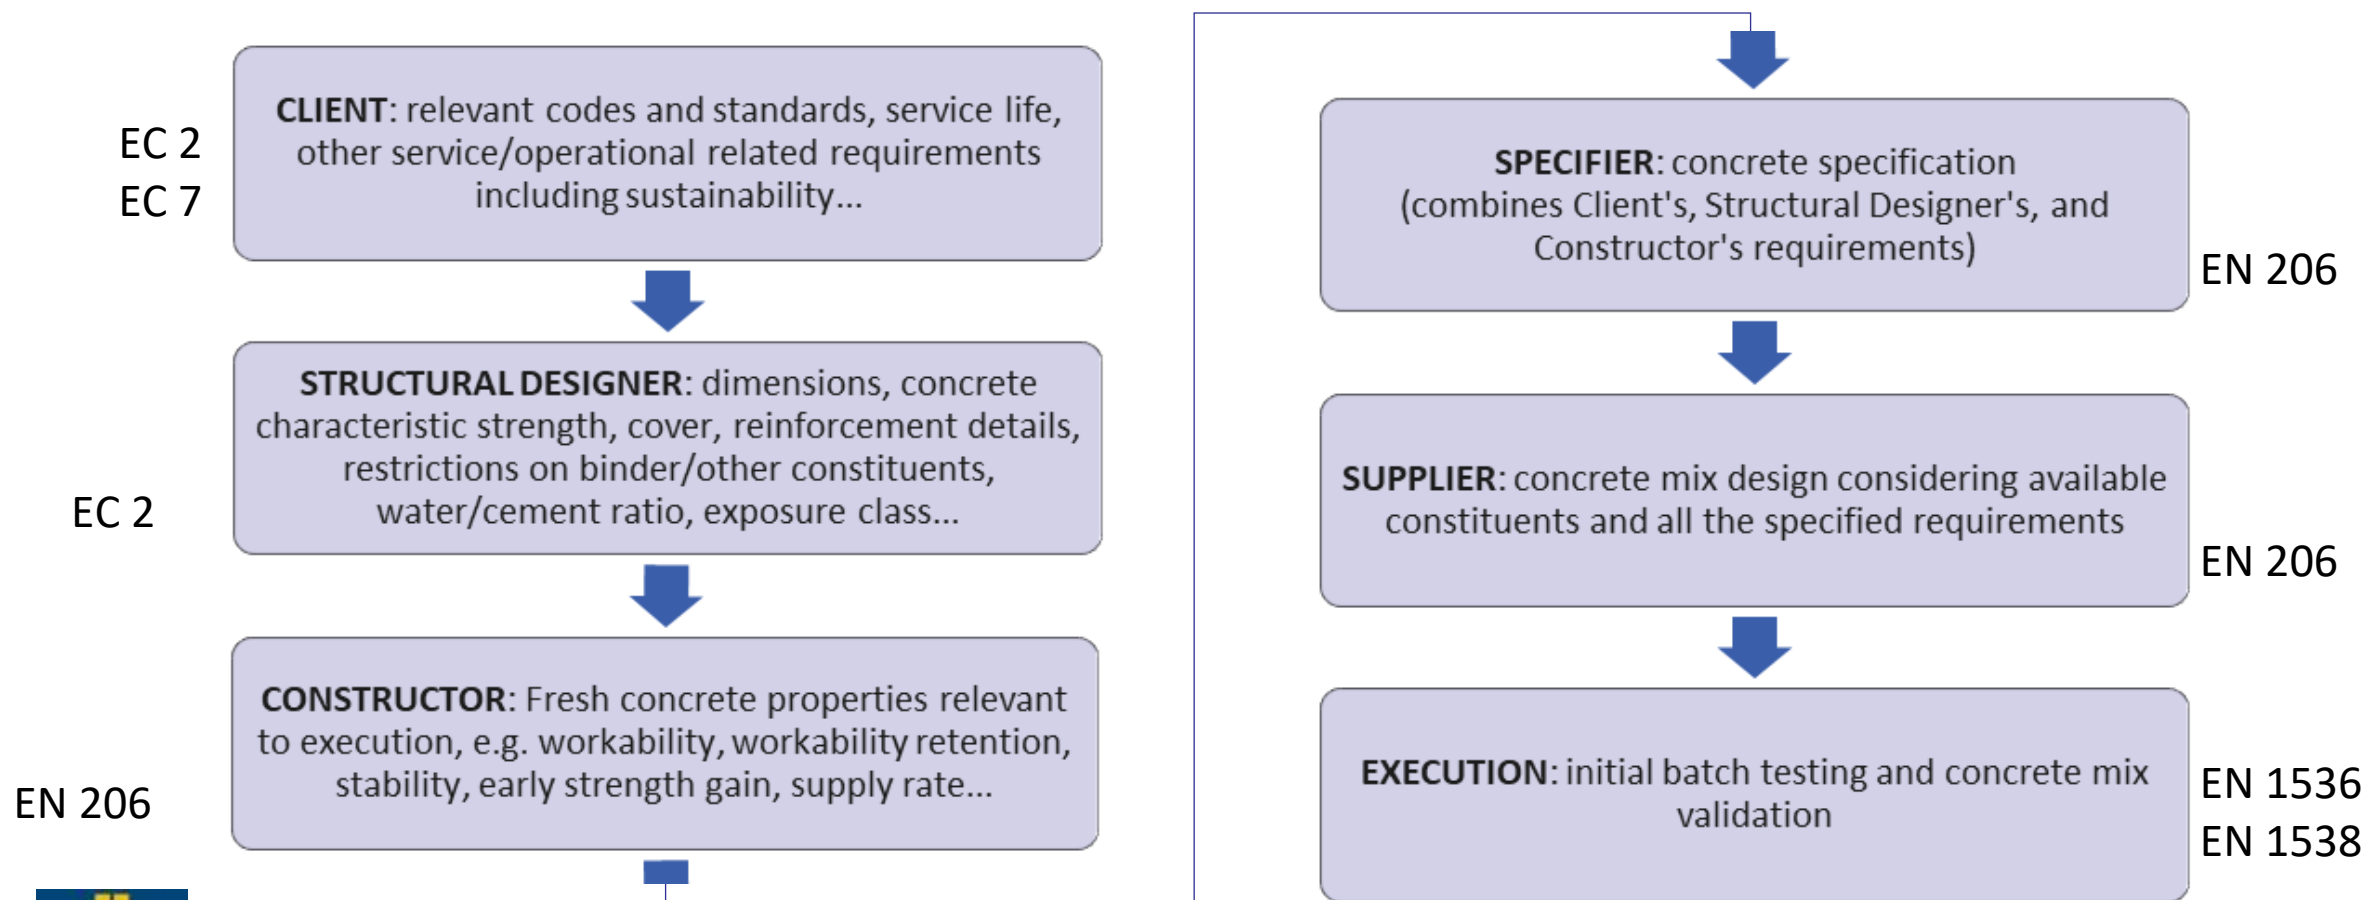 EC 2
EC 7
CLIENT: relevant codes and standards, service life,
other service/operational related requirements
including sustainability...
EC 2
STRUCTURAL DESIGNER: dimensions, concrete
characteristic strength, cover, reinforcement details,
restrictions on binder/other constituents,
water/cement ratio, exposure class...
EN 206
CONSTRUCTOR: Fresh concrete properties relevant
to execution, e.g. workability, workability retention,
stability, early strength gain, supply rate...
SPECIFIER: concrete specification
(combines Client's, Structural Designer's, and
Constructor's requirements)
EN 206
SUPPLIER: concrete mix design considering available
constituents and all the specified requirements
EN 206
EXECUTION: initial batch testing and concrete mix
validation
EN 1536
EN 1538